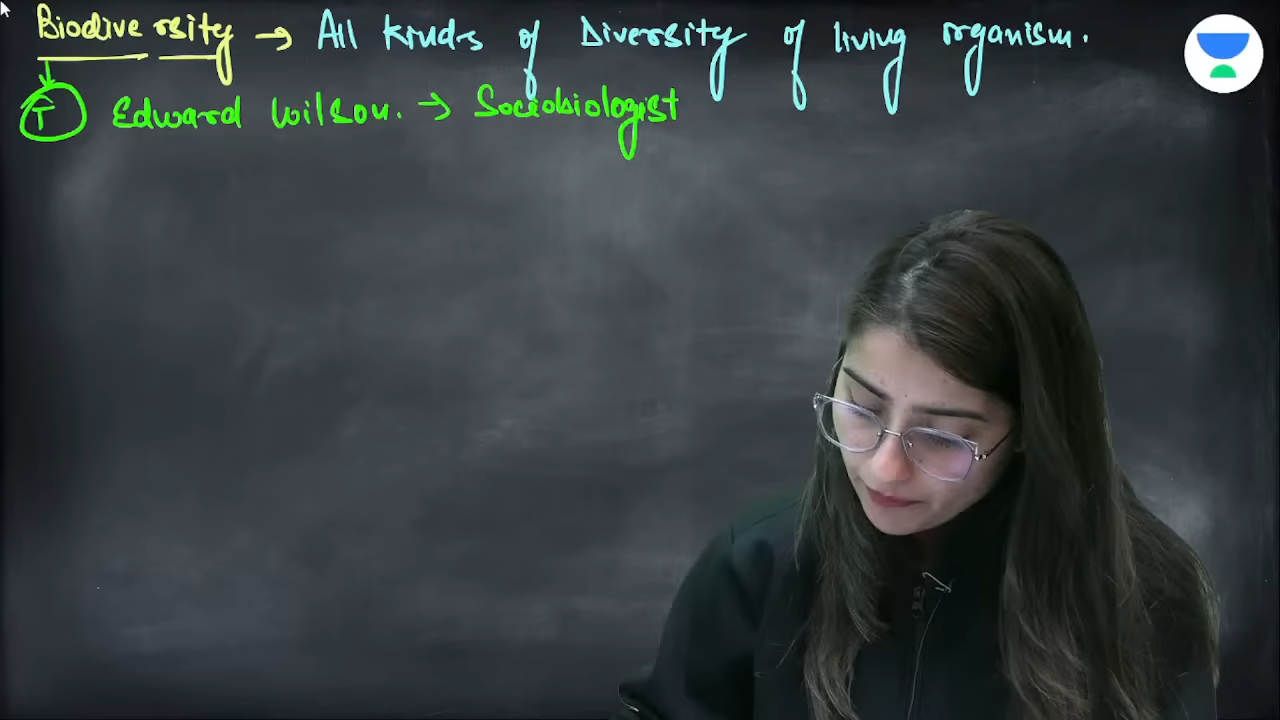 Biodiversity → All kinds of Diversity of living organism.
T Edward Wilson. → Sociobiologist